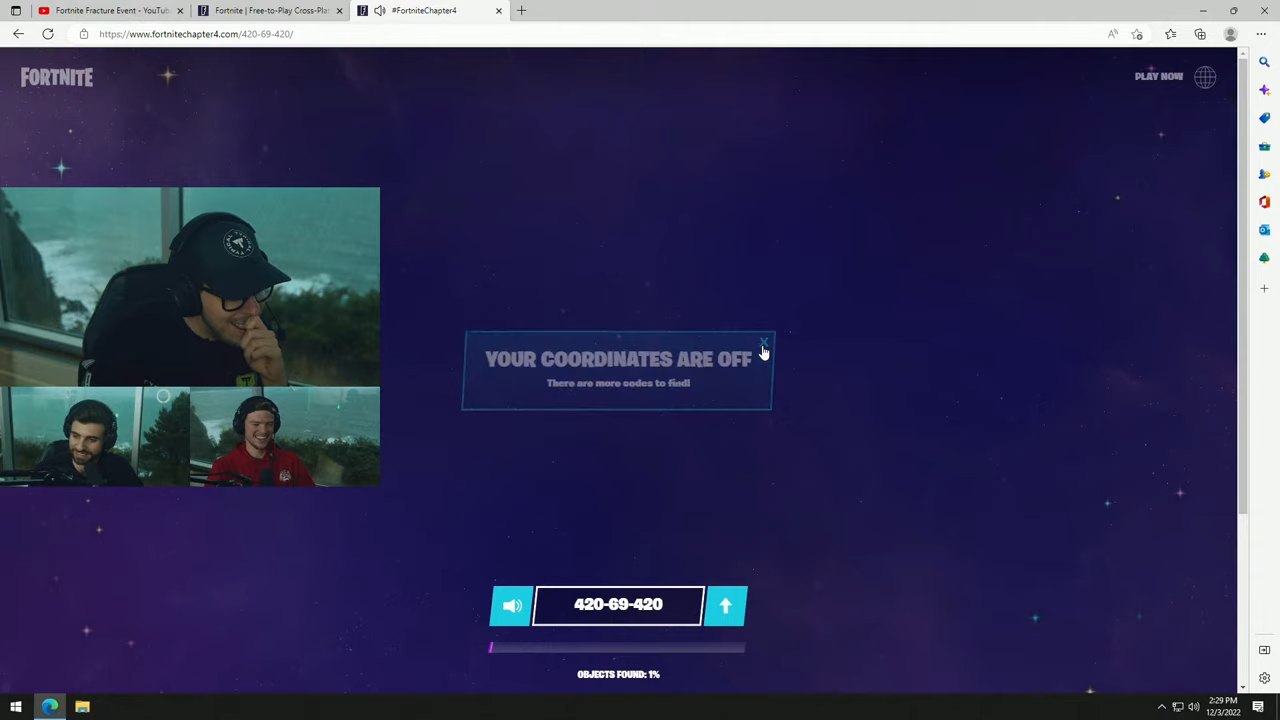 Fortnite Fracture Event - YouTub
Fortnite | Free-to-Play Cross-Plat
#FortniteChapter4
https://www.fortnitechapter4.com/420-69-420/
FORTNITE
PLAY NOW
YOUR COORDINATES ARE OFF
X
There are more codes to find!
420-69-420
OBJECTS FOUND: 1%
2:29 PM
12/3/2022